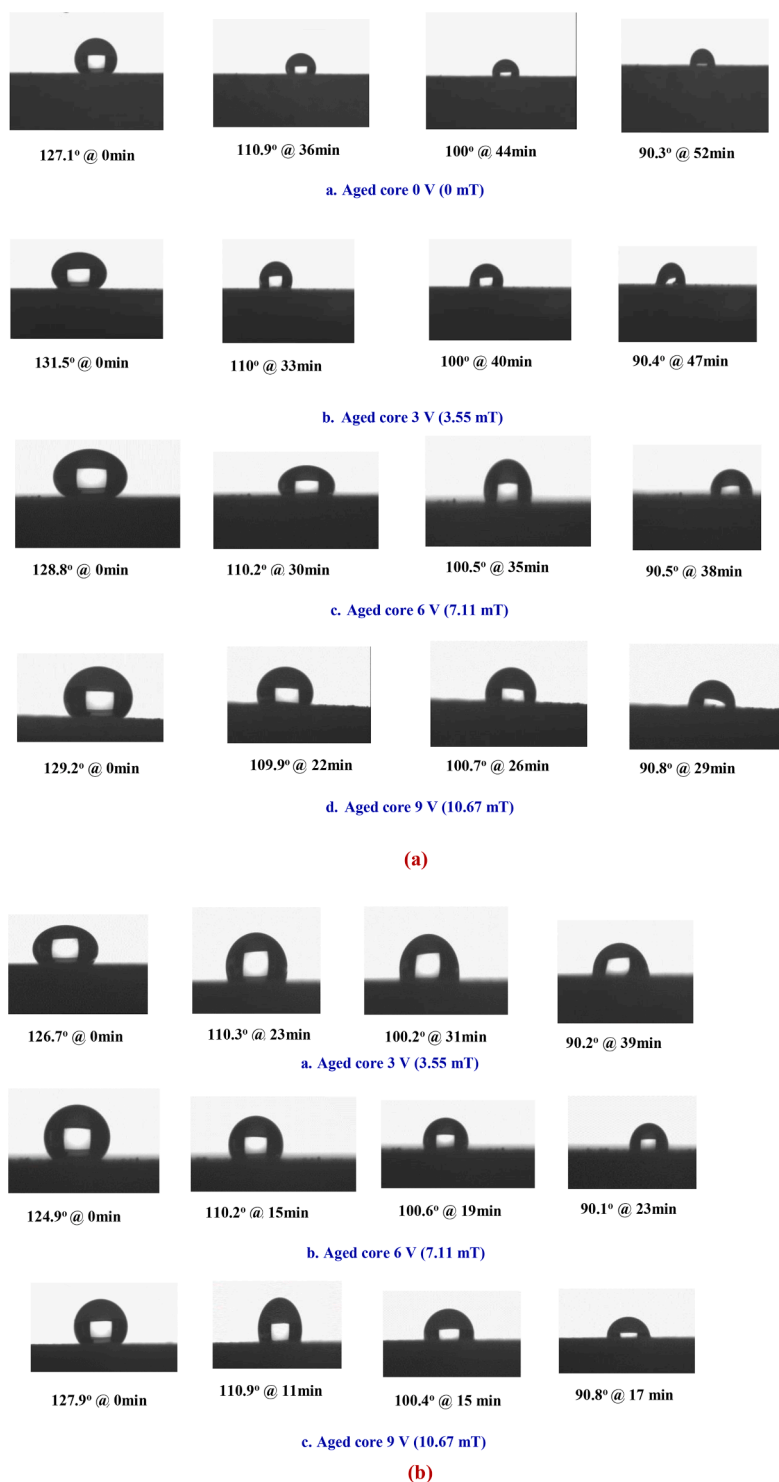 127.1° @ 0min 110.9° @ 36min 100° @ 44min 90.3° @ 52min
a. Aged core 0 V (0 mT)
131.5° @ 0min 110° @ 33min 100° @ 40min 90.4° @ 47min
b. Aged core 3 V (3.55 mT)
128.8° @ 0min 110.2° @ 30min 100.5° @ 35min 90.5° @ 38min
c. Aged core 6 V (7.11 mT)
129.2° @ 0min 109.9° @ 22min 100.7° @ 26min 90.8° @ 29min
d. Aged core 9 V (10.67 mT)
(a)
126.7° @ 0min 110.3° @ 23min 100.2° @ 31min 90.2° @ 39min
a. Aged core 3 V (3.55 mT)
124.9° @ 0min 110.2° @ 15min 100.6° @ 19min 90.1° @ 23min
b. Aged core 6 V (7.11 mT)
127.9° @ 0min 110.9° @ 11min 100.4° @ 15 min 90.8° @ 17 min
c. Aged core 9 V (10.67 mT)
(b)